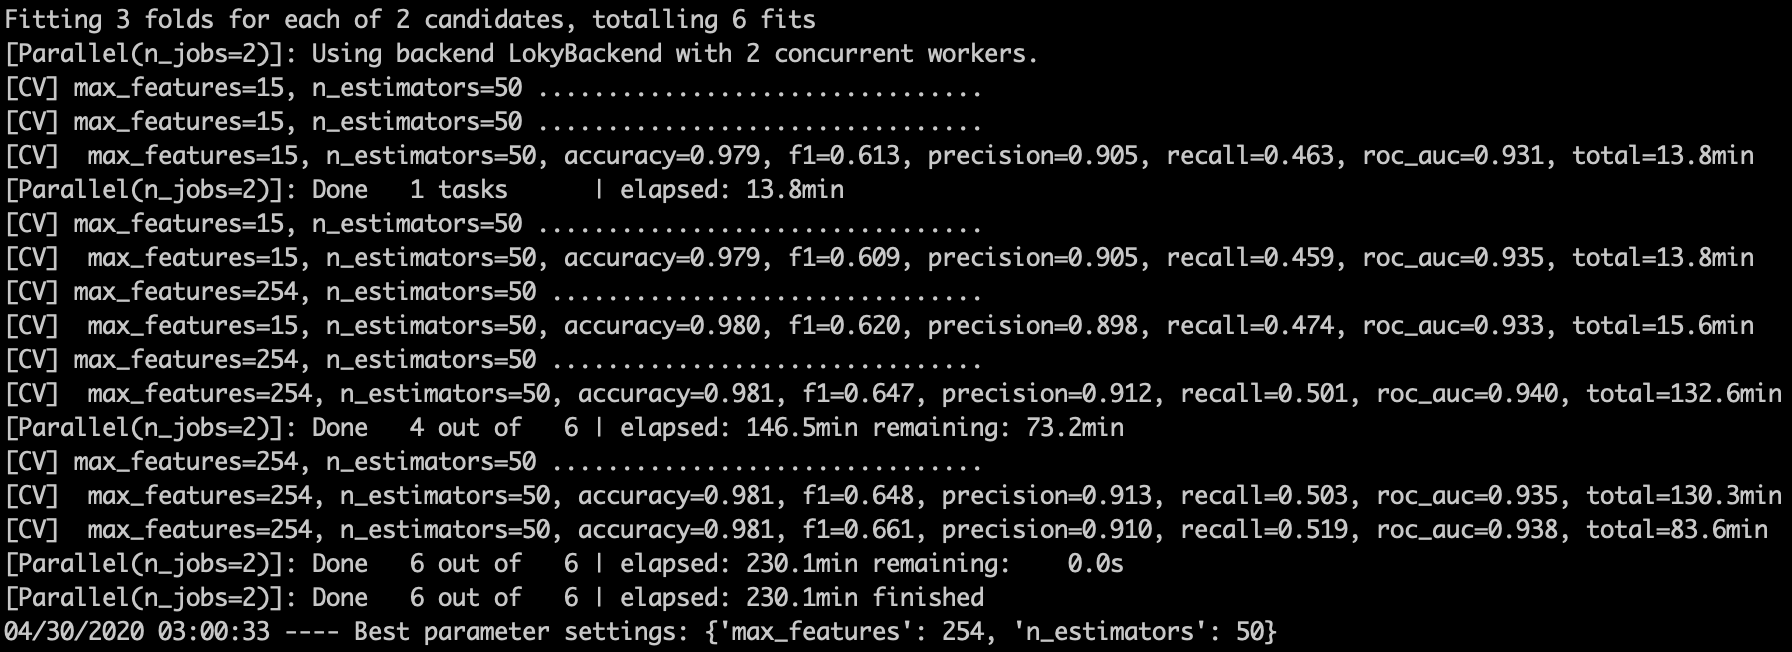 Fitting 3 folds for each of 2 candidates, totalling 6 fits
[Parallel(n_jobs=2)]: Using backend LokyBackend with 2 concurrent workers.
[CV] max_features=15, n_estimators=50 ................................
[CV] max_features=15, n_estimators=50 ................................
[CV]  max_features=15, n_estimators=50, accuracy=0.979, f1=0.613, precision=0.905, recall=0.463, roc_auc=0.931, total=13.8min
[Parallel(n_jobs=2)]: Done   1 tasks      | elapsed: 13.8min
[CV] max_features=15, n_estimators=50 ................................
[CV]  max_features=15, n_estimators=50, accuracy=0.979, f1=0.609, precision=0.905, recall=0.459, roc_auc=0.935, total=13.8min
[CV] max_features=254, n_estimators=50 ...............................
[CV]  max_features=15, n_estimators=50, accuracy=0.980, f1=0.620, precision=0.898, recall=0.474, roc_auc=0.933, total=15.6min
[CV] max_features=254, n_estimators=50 ...............................
[CV]  max_features=254, n_estimators=50, accuracy=0.981, f1=0.647, precision=0.912, recall=0.501, roc_auc=0.940, total=132.6min
[Parallel(n_jobs=2)]: Done   4 out of   6 | elapsed: 146.5min remaining: 73.2min
[CV] max_features=254, n_estimators=50 ...............................
[CV]  max_features=254, n_estimators=50, accuracy=0.981, f1=0.648, precision=0.913, recall=0.503, roc_auc=0.935, total=130.3min
[CV]  max_features=254, n_estimators=50, accuracy=0.981, f1=0.661, precision=0.910, recall=0.519, roc_auc=0.938, total=83.6min
[Parallel(n_jobs=2)]: Done   6 out of   6 | elapsed: 230.1min remaining:    0.0s
[Parallel(n_jobs=2)]: Done   6 out of   6 | elapsed: 230.1min finished
04/30/2020 03:00:33 ---- Best parameter settings: {'max_features': 254, 'n_estimators': 50}